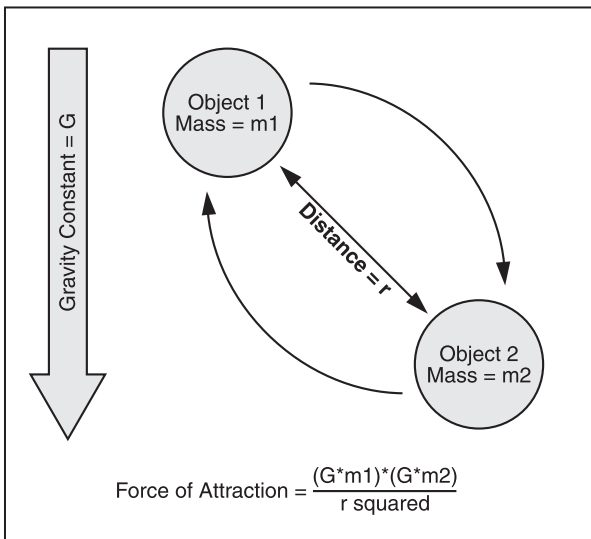 Gravity Constant = G
Object 1
Mass = m1
Distance = r
Object 2
Mass = m2
Force of Attraction = (G*m1)*(G*m2)
r squared